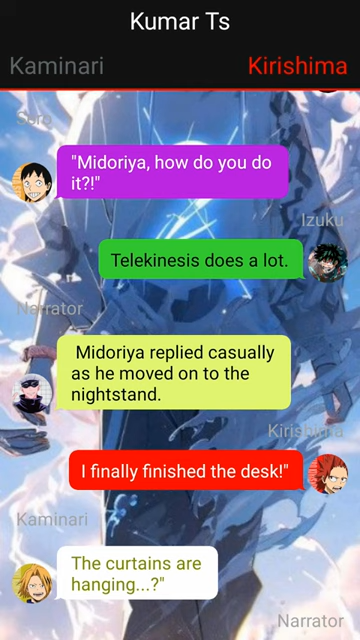 Kumar Ts
Kaminari Kirishima
Sero
"Midoriya, how do you do
it?!"
Izuku
Telekinesis does a lot.
Narrator
Midoriya replied casually
as he moved on to the
nightstand.
Kirishima
I finally finished the desk!"
Kaminari
The curtains are
hanging...?"
Narrator